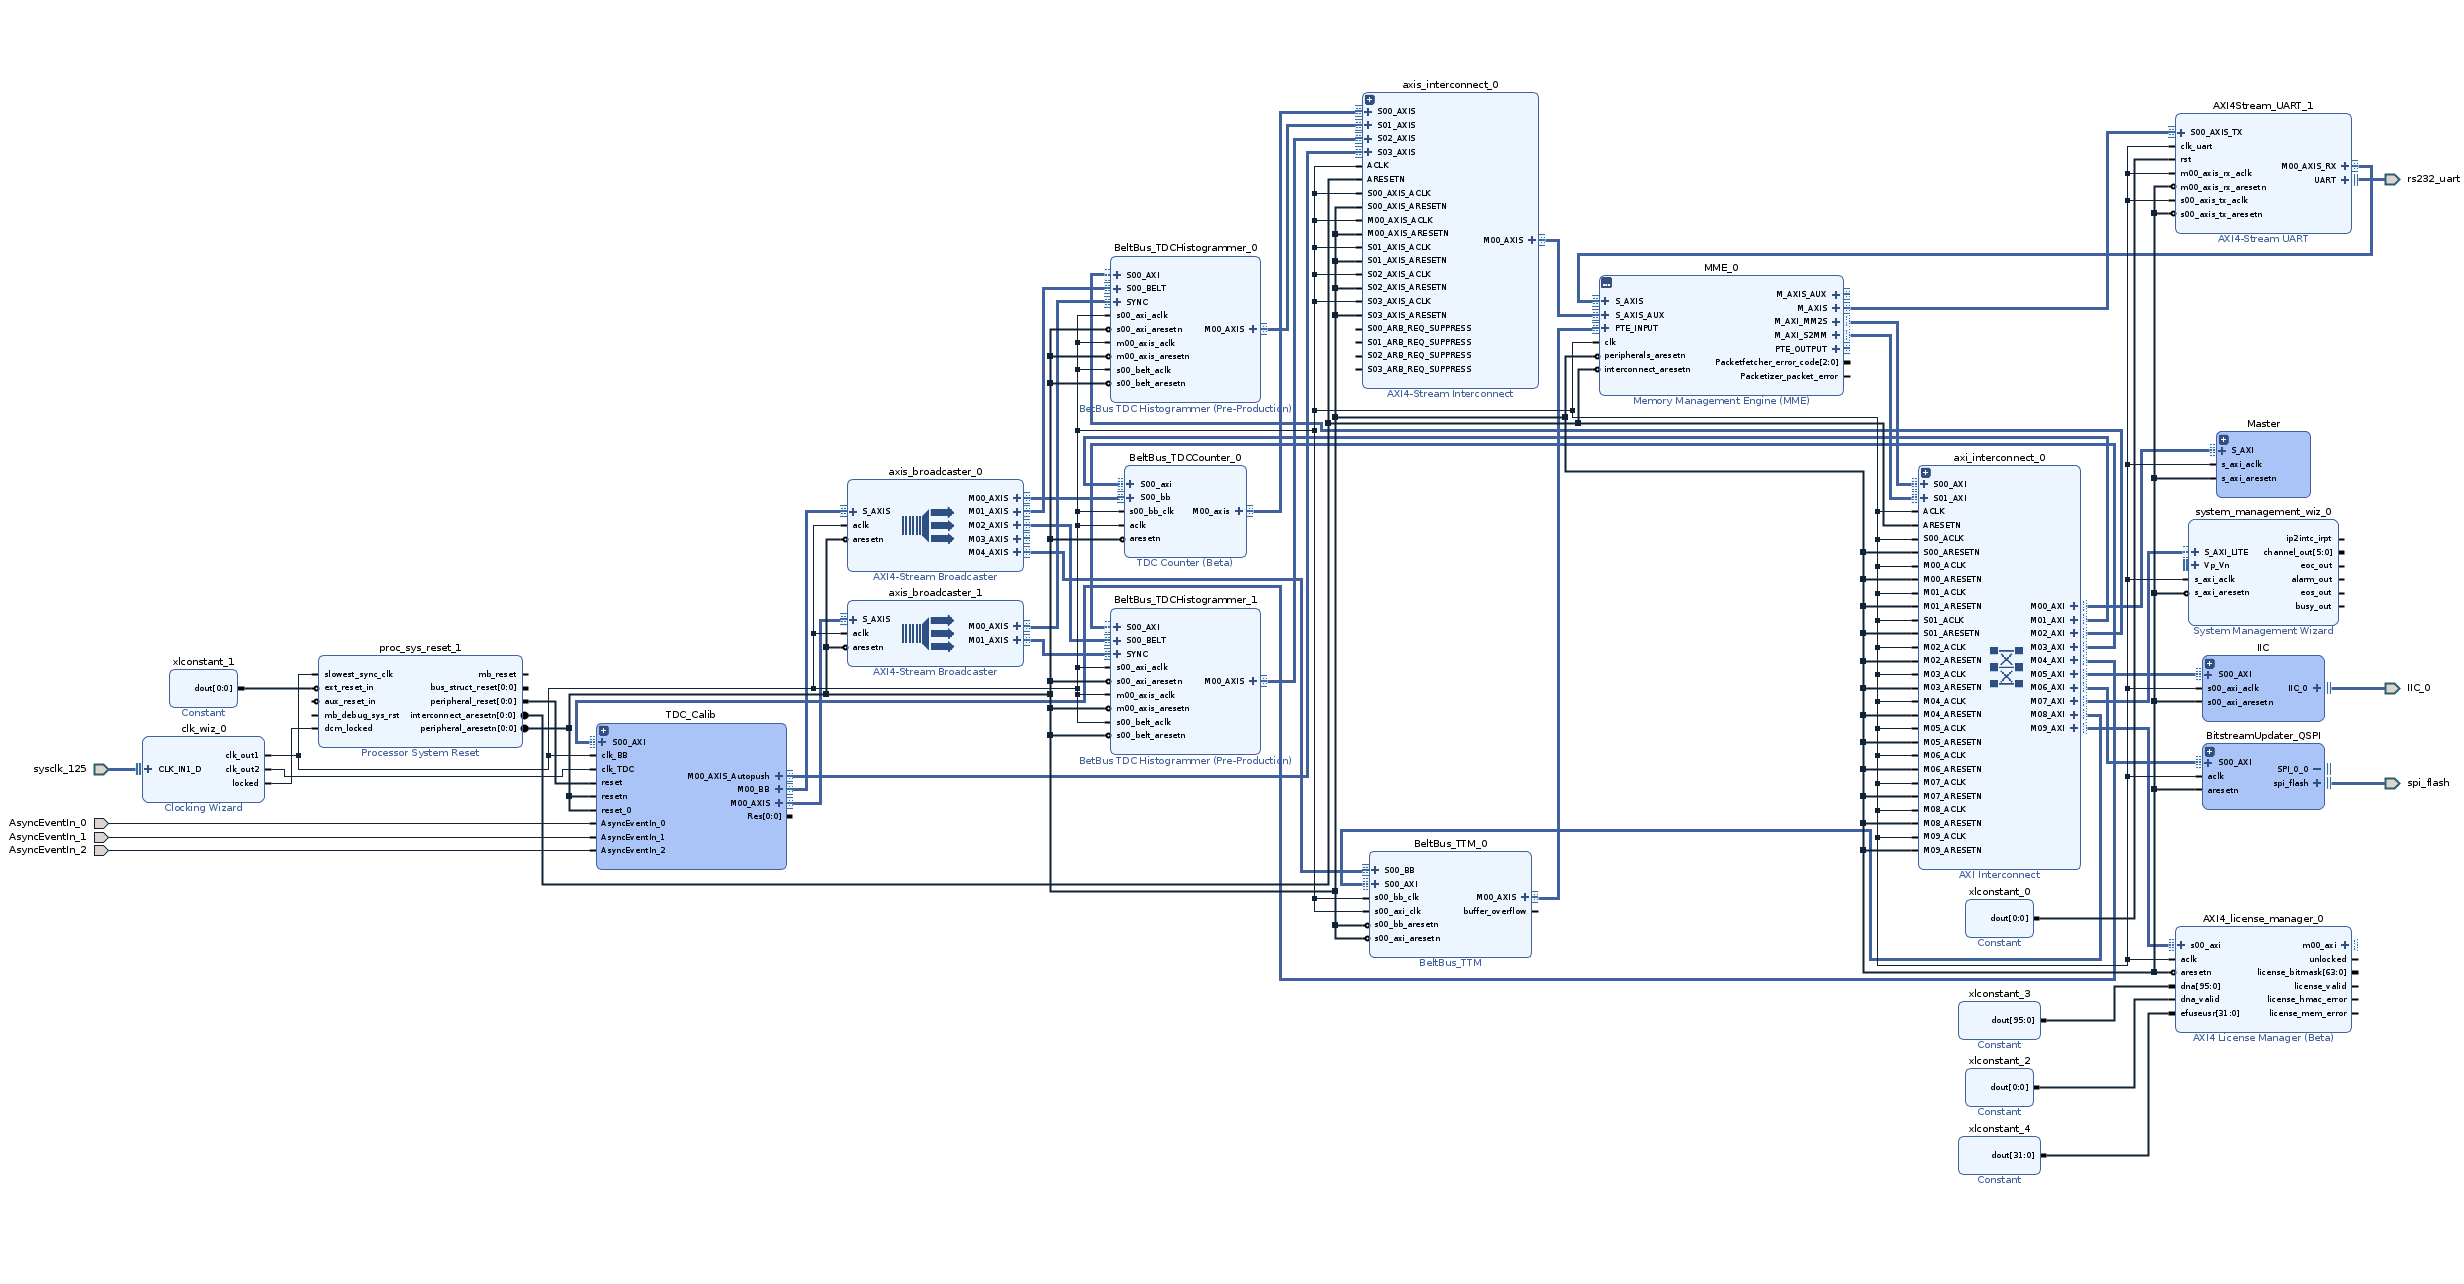 sysclk_125
AsyncEventIn_0
AsyncEventIn_1
AsyncEventIn_2
xlconstant_1
dout[0:0]
Constant
clk_wiz_0
CLK_IN1_D
clk_out1
clk_out2
locked
Clocking Wizard
proc_sys_reset_1
slowest_sync_clk
ext_reset_in
aux_reset_in
mb_debug_sys_rst
dcm_locked
mb_reset
bus_struct_reset[0:0]
peripheral_reset[0:0]
interconnect_aresetn[0:0]
peripheral_aresetn[0:0]
Processor System Reset
TDC_Calib
S00_AXI
clk_BB
clk_TDC
reset
resetn
reset_0
AsyncEventIn_0
AsyncEventIn_1
AsyncEventIn_2
M00_AXIS_Autopush
M00_BB
M00_AXIS
Res[0:0]
axis_broadcaster_0
S_AXIS
aclk
aresetn
M00_AXIS
M01_AXIS
M02_AXIS
M03_AXIS
M04_AXIS
AXI4-Stream Broadcaster
axis_broadcaster_1
S_AXIS
aclk
aresetn
M00_AXIS
M01_AXIS
AXI4-Stream Broadcaster
BeltBus_TDCHistogrammer_0
S00_AXI
S00_BELT
SYNC
s00_axi_aclk
s00_axi_aresetn
m00_axis_aclk
m00_axis_aresetn
s00_belt_aclk
s00_belt_aresetn
M00_AXIS
BetBus TDC Histogrammer (Pre-Production)
BeltBus_TDCCounter_0
S00_axi
S00_bb
s00_bb_clk
aclk
aresetn
M00_axis
TDC Counter (Beta)
BeltBus_TDCHistogrammer_1
S00_AXI
S00_BELT
SYNC
s00_axi_aclk
s00_axi_aresetn
m00_axis_aclk
m00_axis_aresetn
s00_belt_aclk
s00_belt_aresetn
M00_AXIS
BetBus TDC Histogrammer (Pre-Production)
axis_interconnect_0
S00_AXIS
S01_AXIS
S02_AXIS
S03_AXIS
ACLK
ARESETN
S00_AXIS_ACLK
S00_AXIS_ARESETN
M00_AXIS_ACLK
M00_AXIS_ARESETN
S01_AXIS_ACLK
S01_AXIS_ARESETN
S02_AXIS_ACLK
S02_AXIS_ARESETN
S03_AXIS_ACLK
S03_AXIS_ARESETN
S00_ARB_REQ_SUPPRESS
S01_ARB_REQ_SUPPRESS
S02_ARB_REQ_SUPPRESS
S03_ARB_REQ_SUPPRESS
M00_AXIS
AXI4-Stream Interconnect
BeltBus_TTM_0
S00_BB
S00_AXI
s00_bb_clk
s00_axi_clk
s00_bb_aresetn
s00_axi_aresetn
M00_AXIS
buffer_overflow
BeltBus_TTM
MME_0
S_AXIS
S_AXIS_AUX
PTE_INPUT
clk
peripherals_aresetn
interconnect_aresetn
M_AXIS_AUX
M_AXIS
M_AXI_MM2S
M_AXI_S2MM
PTE_OUTPUT
Packetfetcher_error_code[2:0]
Packetizer_packet_error
Memory Management Engine (MME)
axi_interconnect_0
S00_AXI
S01_AXI
ACLK
ARESETN
S00_ACLK
S00_ARESETN
M00_ACLK
M00_ARESETN
M01_ACLK
M01_ARESETN
S01_ACLK
S01_ARESETN
M02_ACLK
M02_ARESETN
M03_ACLK
M03_ARESETN
M04_ACLK
M04_ARESETN
M05_ACLK
M05_ARESETN
M06_ACLK
M06_ARESETN
M07_ACLK
M07_ARESETN
M08_ACLK
M08_ARESETN
M09_ACLK
M09_ARESETN
M00_AXI
M01_AXI
M02_AXI
M03_AXI
M04_AXI
M05_AXI
M06_AXI
M07_AXI
M08_AXI
M09_AXI
AXI Interconnect
xlconstant_0
dout[0:0]
Constant
xlconstant_3
dout[95:0]
Constant
xlconstant_2
dout[0:0]
Constant
xlconstant_4
dout[31:0]
Constant
AXI4Stream_UART_1
S00_AXIS_TX
clk_uart
rst
m00_axis_rx_aclk
m00_axis_rx_aresetn
s00_axis_tx_aclk
s00_axis_tx_aresetn
M00_AXIS_RX
UART
AXI4-Stream UART
rs232_uart
Master
S_AXI
s_axi_aclk
s_axi_aresetn
system_management_wiz_0
S_AXI_LITE
Vp_Vn
s_axi_aclk
s_axi_aresetn
ip2intc_irpt
channel_out[5:0]
eoc_out
alarm_out
eos_out
busy_out
System Management Wizard
IIC
S00_AXI
s00_axi_aclk
s00_axi_aresetn
IIC_0
IIC_0
BitstreamUpdater_QSPI
S00_AXI
aclk
aresetn
SPI_0_0
spi_flash
spi_flash
AXI4_license_manager_0
s00_axi
aclk
aresetn
dna[95:0]
dna_valid
efuseusr[31:0]
m00_axi
unlocked
license_bitmask[63:0]
license_valid
license_hmac_error
license_mem_error
AXI4 License Manager (Beta)